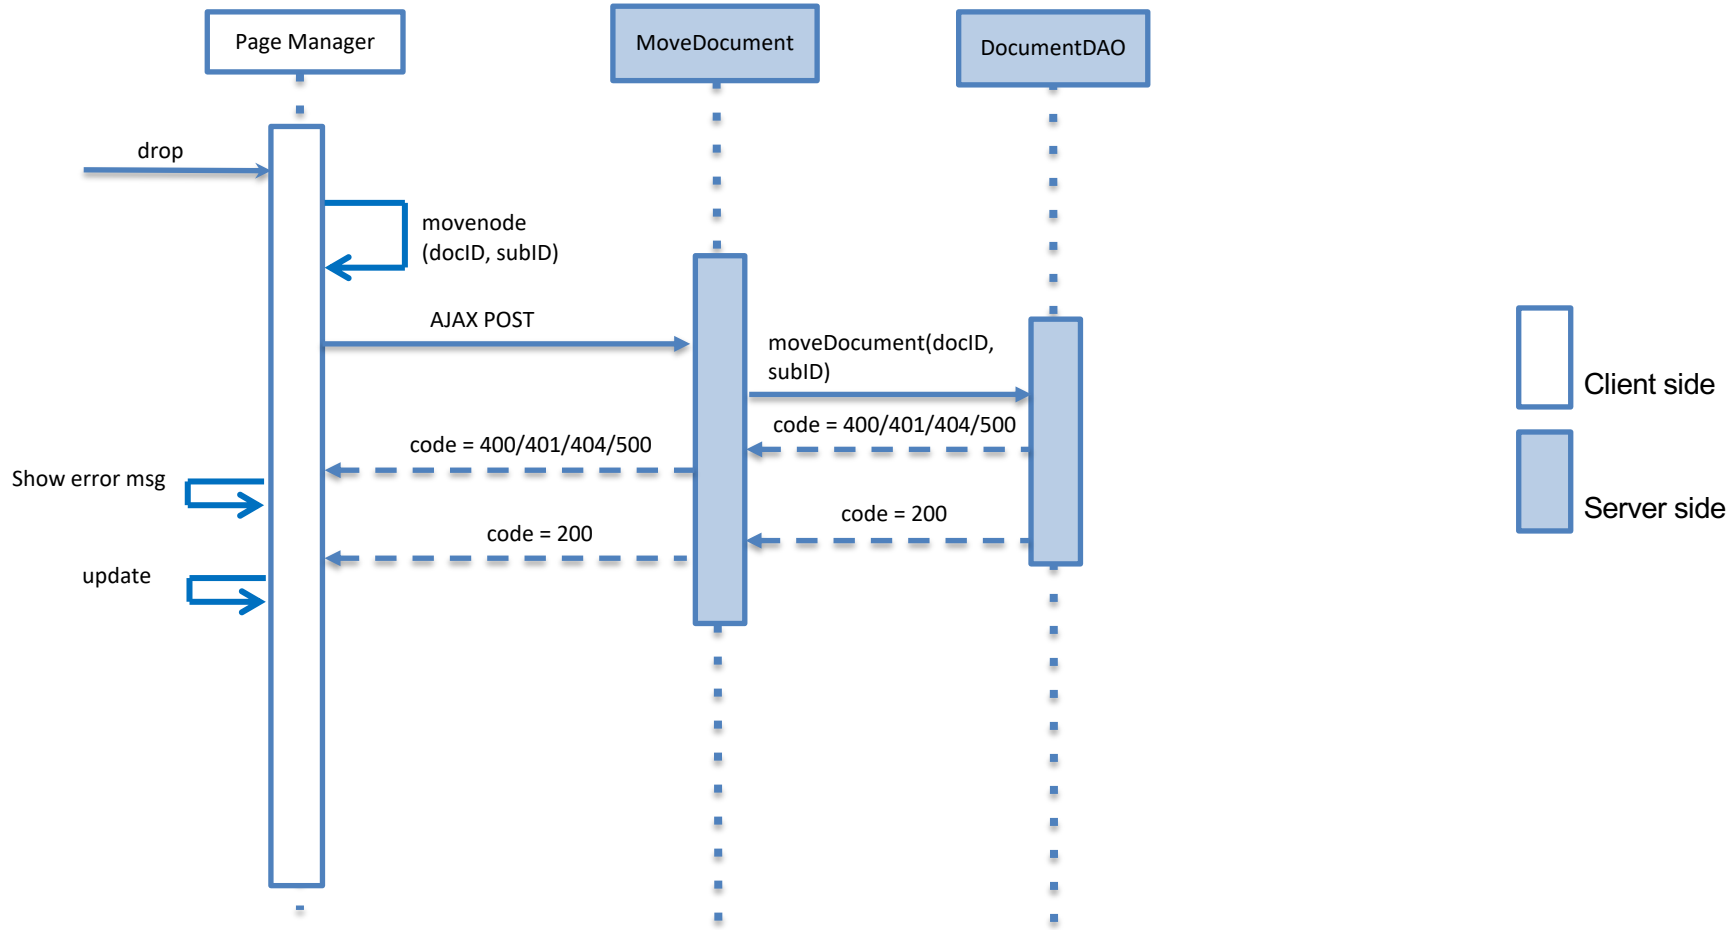 Page Manager
MoveDocument
DocumentDAO
drop
movenode
(docID, subID)
AJAX POST
moveDocument(docID,
subID)
code = 400/401/404/500
code = 400/401/404/500
Show error msg
code = 200
code = 200
update
Client side
Server side